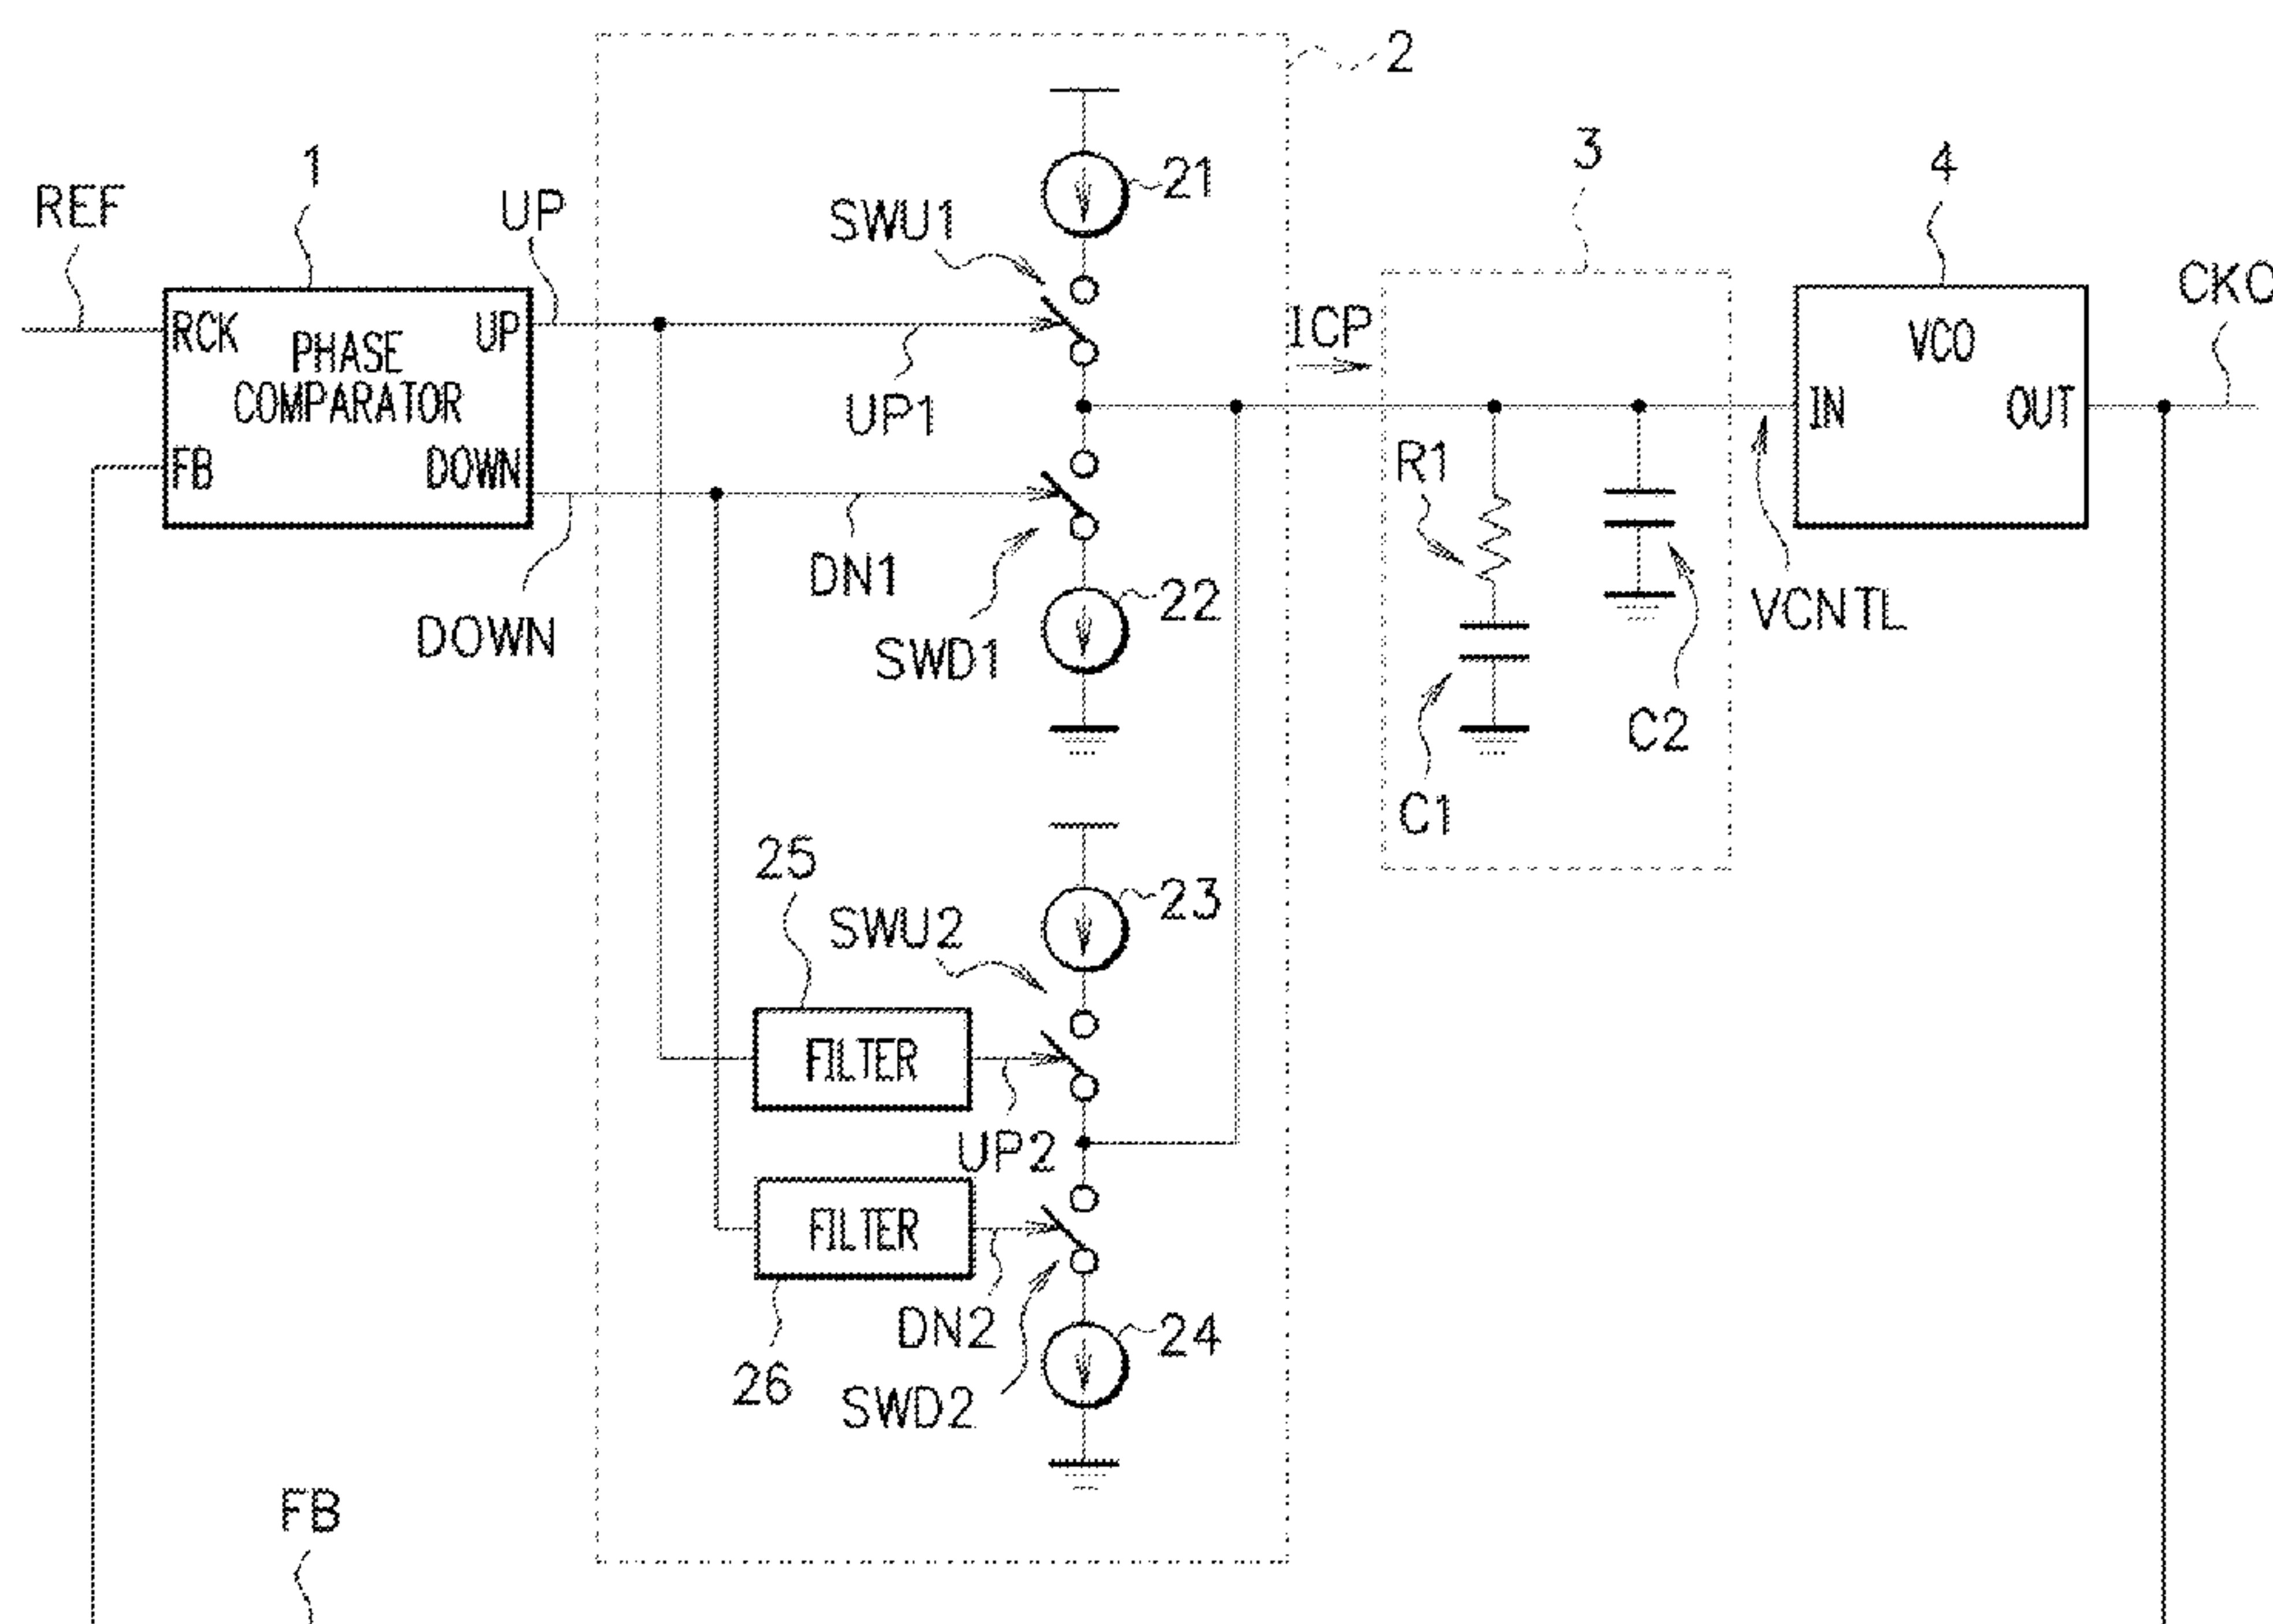 2
21
1
REF
UP
SWU1
3
4
CKO
RCK
UP
PHASE
COMPARATOR
FB
DOWN
UP1
ICP
VCO
IN
OUT
R1
DN1
DOWN
SWD1
22
VCNTL
C2
C1
25
SWU2
23
FILTER
UP2
FILTER
DN2
24
26
SWD2
FB